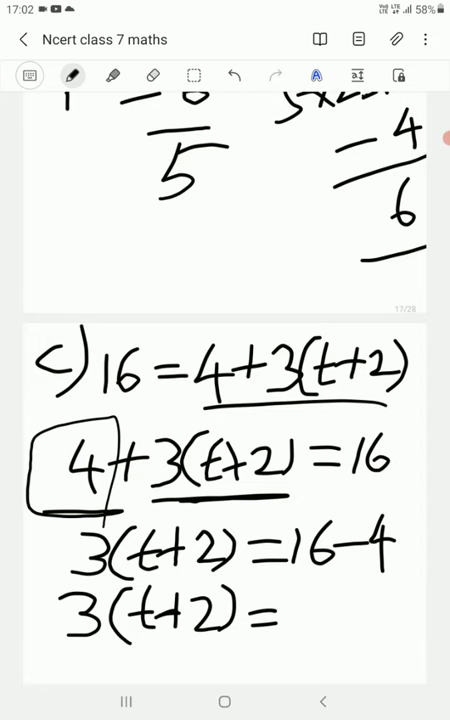 17:02 58%
Ncert class 7 maths
A
- 4
5
6
17/28
c) 16 = 4+3(t+2)
4+3(t+2) = 16
3(t+2) = 16-4
3(t+2) =